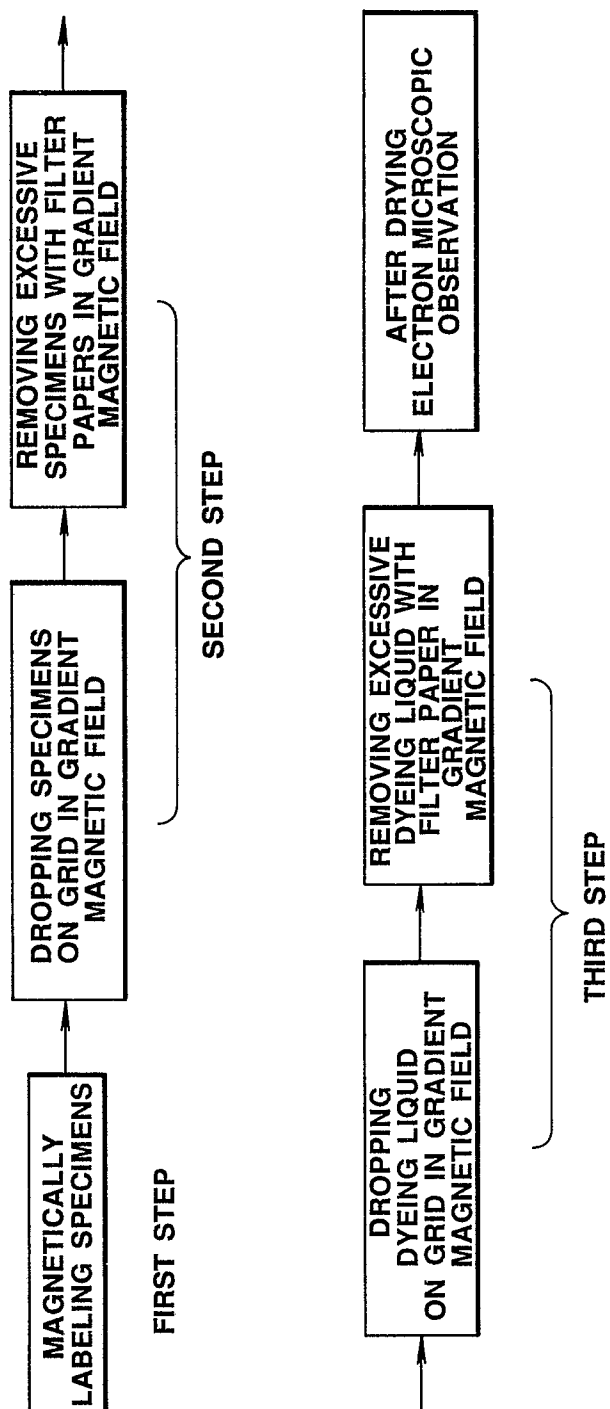 MAGNETICALLY
LABELING SPECIMENS
FIRST STEP
DROPPING SPECIMENS
ON GRID IN GRADIENT
MAGNETIC FIELD
REMOVING EXCESSIVE
SPECIMENS WITH FILTER
PAPERS IN GRADIENT
MAGNETIC FIELD
SECOND STEP
DROPPING
DYEING LIQUID
ON GRID IN GRADIENT
MAGNETIC FIELD
REMOVING EXCESSIVE
DYEING LIQUID WITH
FILTER PAPER IN
GRADIENT
MAGNETIC FIELD
THIRD STEP
AFTER DRYING
ELECTRON MICROSCOPIC
OBSERVATION